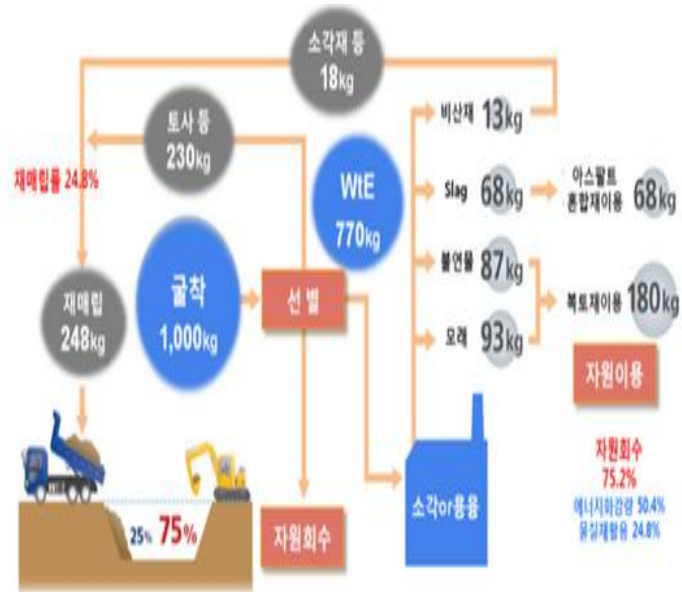 소각재 등
18kg
토사 등
230kg
재매립률 24.8%
WtE
770kg
비산재 13kg
Slag 68kg
아스팔트
혼합재이용 68kg
불연물 87kg
모래 93kg
복토재이용 180kg
굴착
1,000kg
선 별
재매립
248kg
자원이용
자원회수
75.2%
에너지화감량 50.4%
물질재활용 24.8%
소각or용융
25% 75%
자원회수